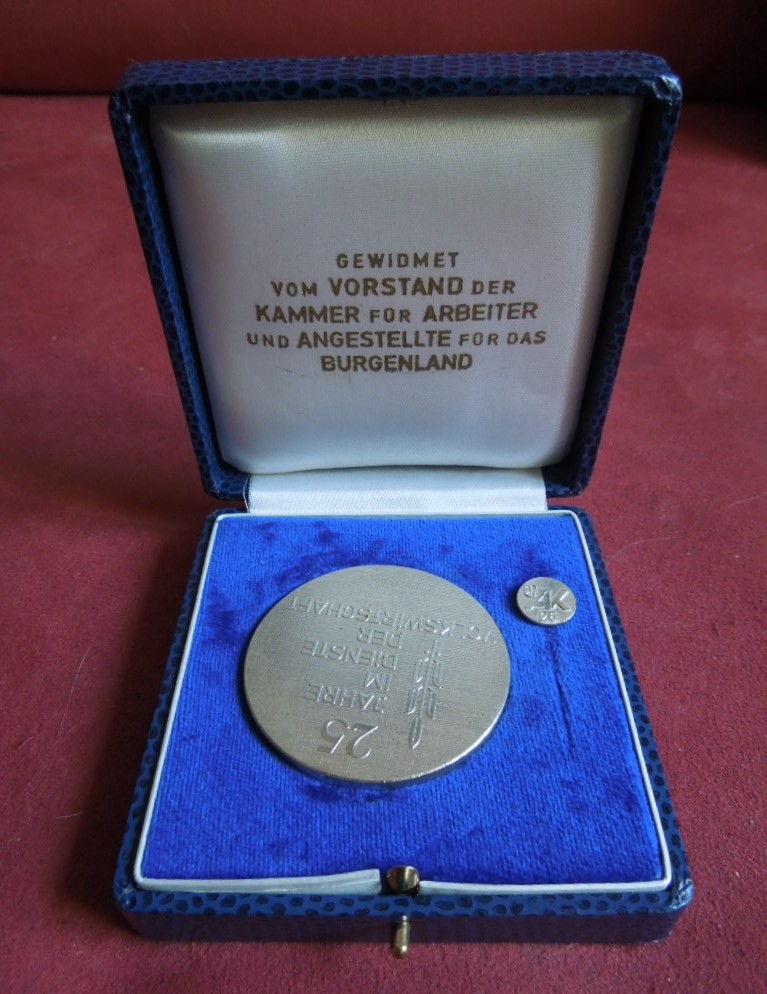 GEWIDMET
VOM VORSTAND DER
KAMMER FÜR ARBEITER
UND ANGESTELLTE FÜR DAS
BURGENLAND
25
JAHRE
IM
DIENSTE
DER
VOLKSWIRTSCHAFT
AK
25